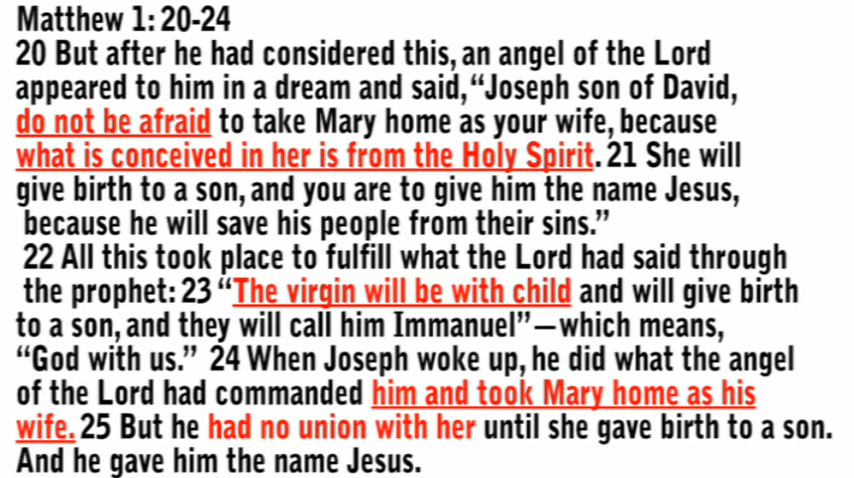 Matthew 1: 20-24
20 But after he had considered this, an angel of the Lord
appeared to him in a dream and said, “Joseph son of David,
do not be afraid to take Mary home as your wife, because
what is conceived in her is from the Holy Spirit. 21 She will
give birth to a son, and you are to give him the name Jesus,
because he will save his people from their sins.”
22 All this took place to fulfill what the Lord had said through
the prophet: 23 “The virgin will be with child and will give birth
to a son, and they will call him Immanuel”—which means,
“God with us.” 24 When Joseph woke up, he did what the angel
of the Lord had commanded him and took Mary home as his
wife. 25 But he had no union with her until she gave birth to a son.
And he gave him the name Jesus.